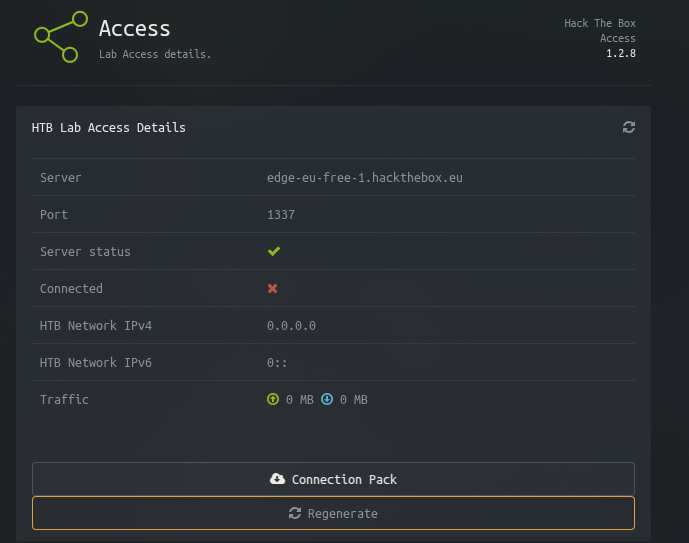 Access
Lab Access details.
Hack The Box
Access
1.2.8
HTB Lab Access Details
Server edge-eu-free-1.hackthebox.eu
Port 1337
Server status
Connected
HTB Network IPv4 0.0.0.0
HTB Network IPv6 0::
Traffic 0 MB 0 MB
Connection Pack
Regenerate